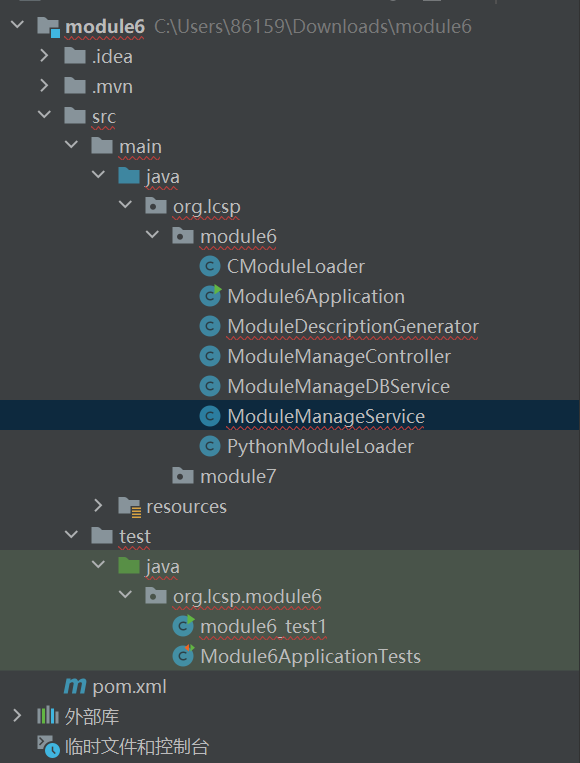 module6 C:\Users\86159\Downloads\module6
.idea
.mvn
src
main
java
org.lcsp
module6
CModuleLoader
Module6Application
ModuleDescriptionGenerator
ModuleManageController
ModuleManageDBService
ModuleManageService
PythonModuleLoader
module7
resources
test
java
org.lcsp.module6
module6_test1
Module6ApplicationTests
pom.xml
外部库
临时文件和控制台